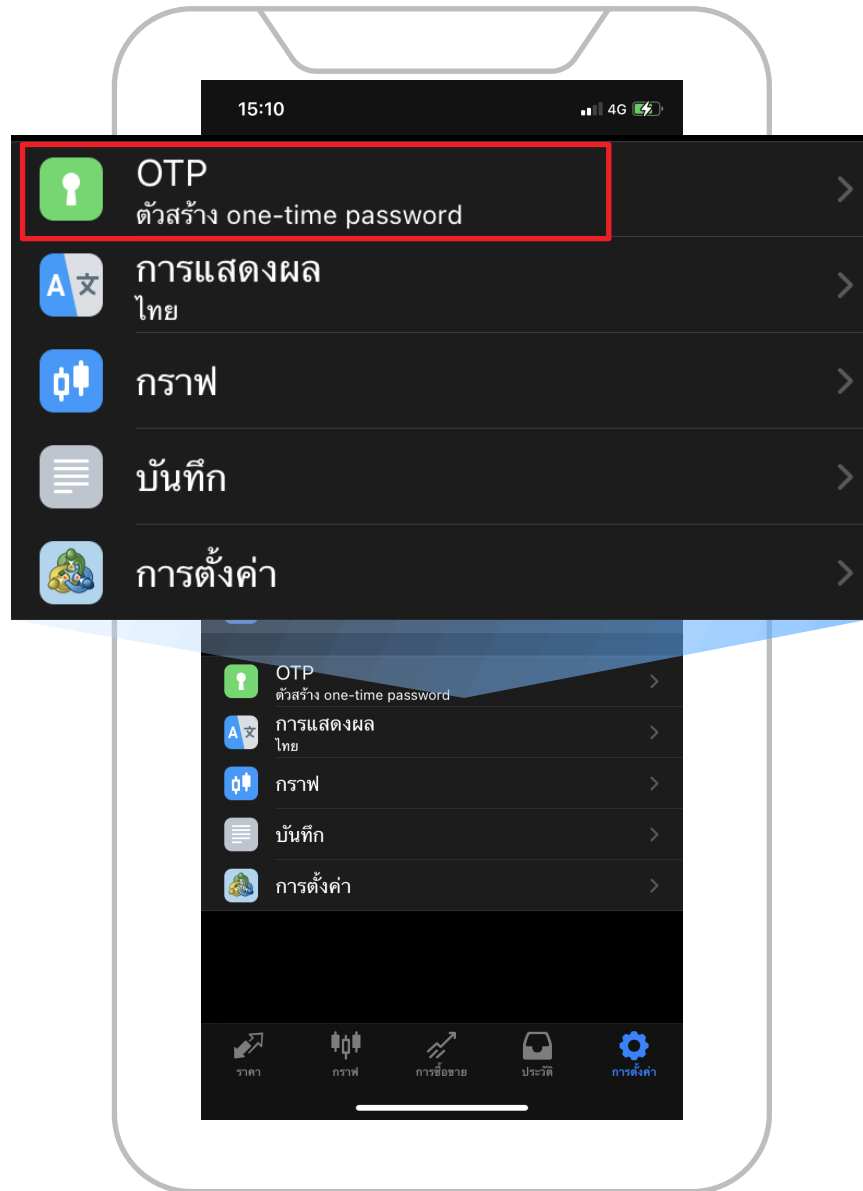 15:10
4G
OTP
ตัวสร้าง one-time password
การแสดงผล
ไทย
กราฟ
บันทึก
การตั้งค่า
OTP
ตัวสร้าง one-time password
การแสดงผล
ไทย
กราฟ
บันทึก
การตั้งค่า
ราคา
กราฟ
การซื้อขาย
ประวัติ
การตั้งค่า